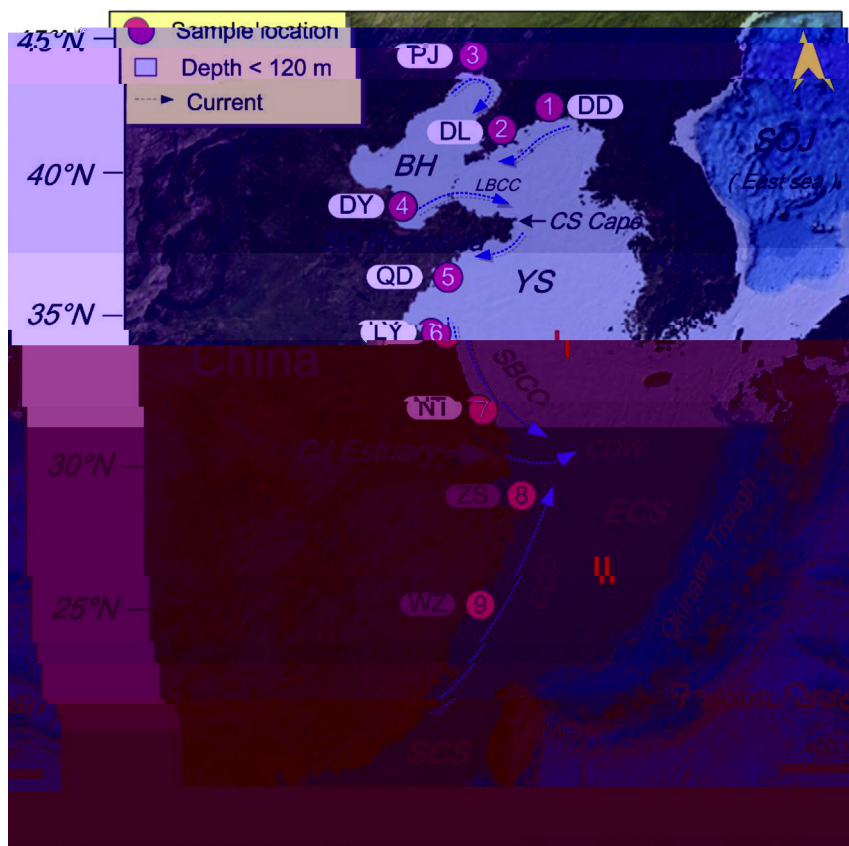 Sample location
45°N
PJ
3
Depth < 120 m
Current
1
DD
DL
2
SOJ
BH
40°N
(East sea)
LBCC
DY
4
CS Cape
QD
5
YS
35°N
LY
6
China
SBCC
NT
7
CJ Estuary
CDW
30°N
ZS
8
ECS
Okinawa Trough
WZ
9
25°N
SCS